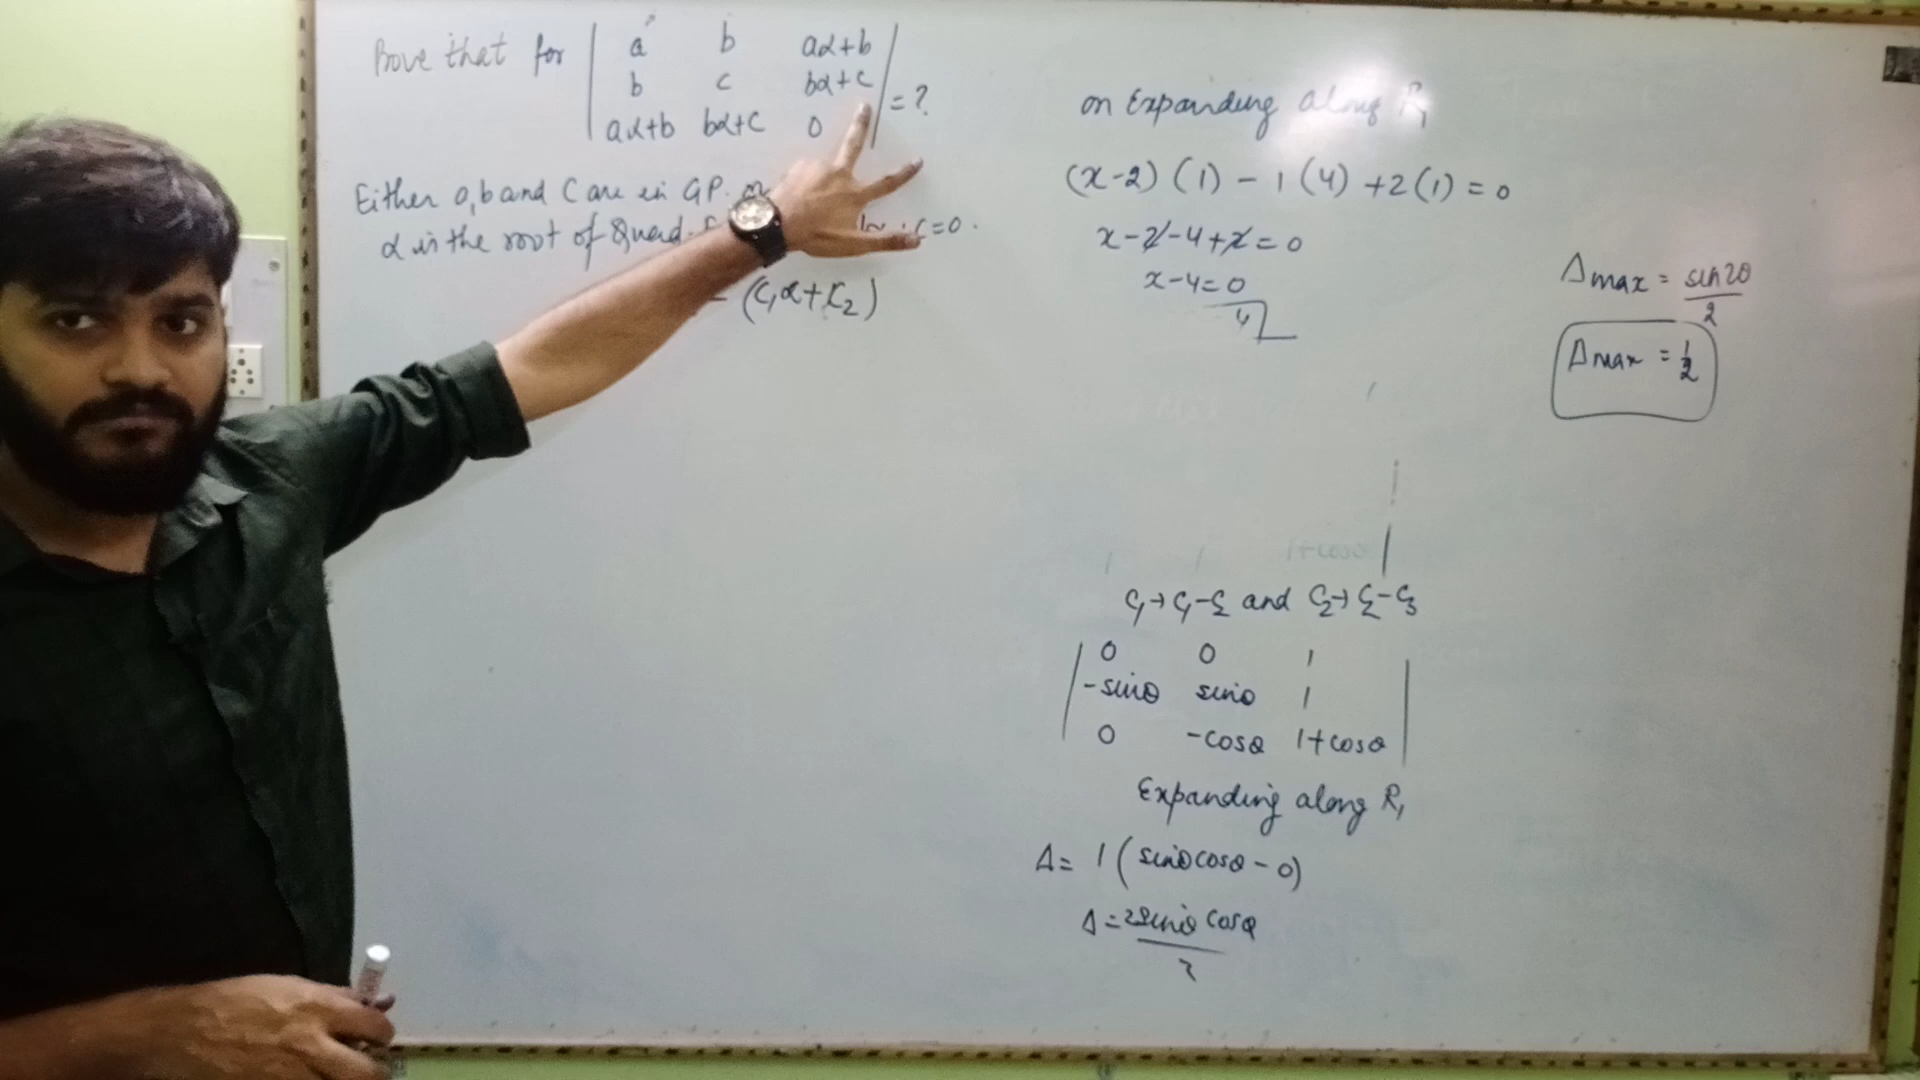 Prove that for | a b aα+b |
| b c bα+c | = ?
| aα+b bα+c 0 |
Either a, b and C are in GP. or
α is the root of Quad. c=0.
- (C₁α+C₂)
on Expanding along R₁
(x-2) (1) - 1 (4) +2 (1) = 0
x-2-4+2=0
x-4=0
4
Δmax = sin2θ/2
Δmax = 1/2
1+cosθ |
C₁→C₁-C₂ and C₂→C₂-C₃
| 0 0 1 |
| -sinθ sinθ 1 |
| 0 -cosθ 1+cosθ |
Expanding along R₁
Δ= 1 (sinθcosθ - 0)
Δ = 2sinθ cosθ/2